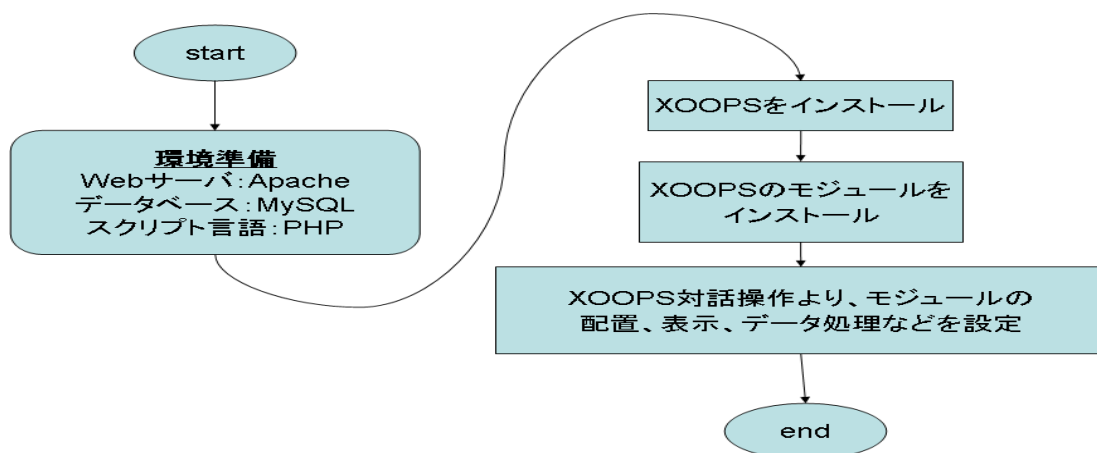 start
環境準備
Webサーバ:Apache
データベース:MySQL
スクリプト言語:PHP
XOOPSをインストール
XOOPSのモジュールを
インストール
XOOPS対話操作より、モジュールの
配置、表示、データ処理などを設定
end